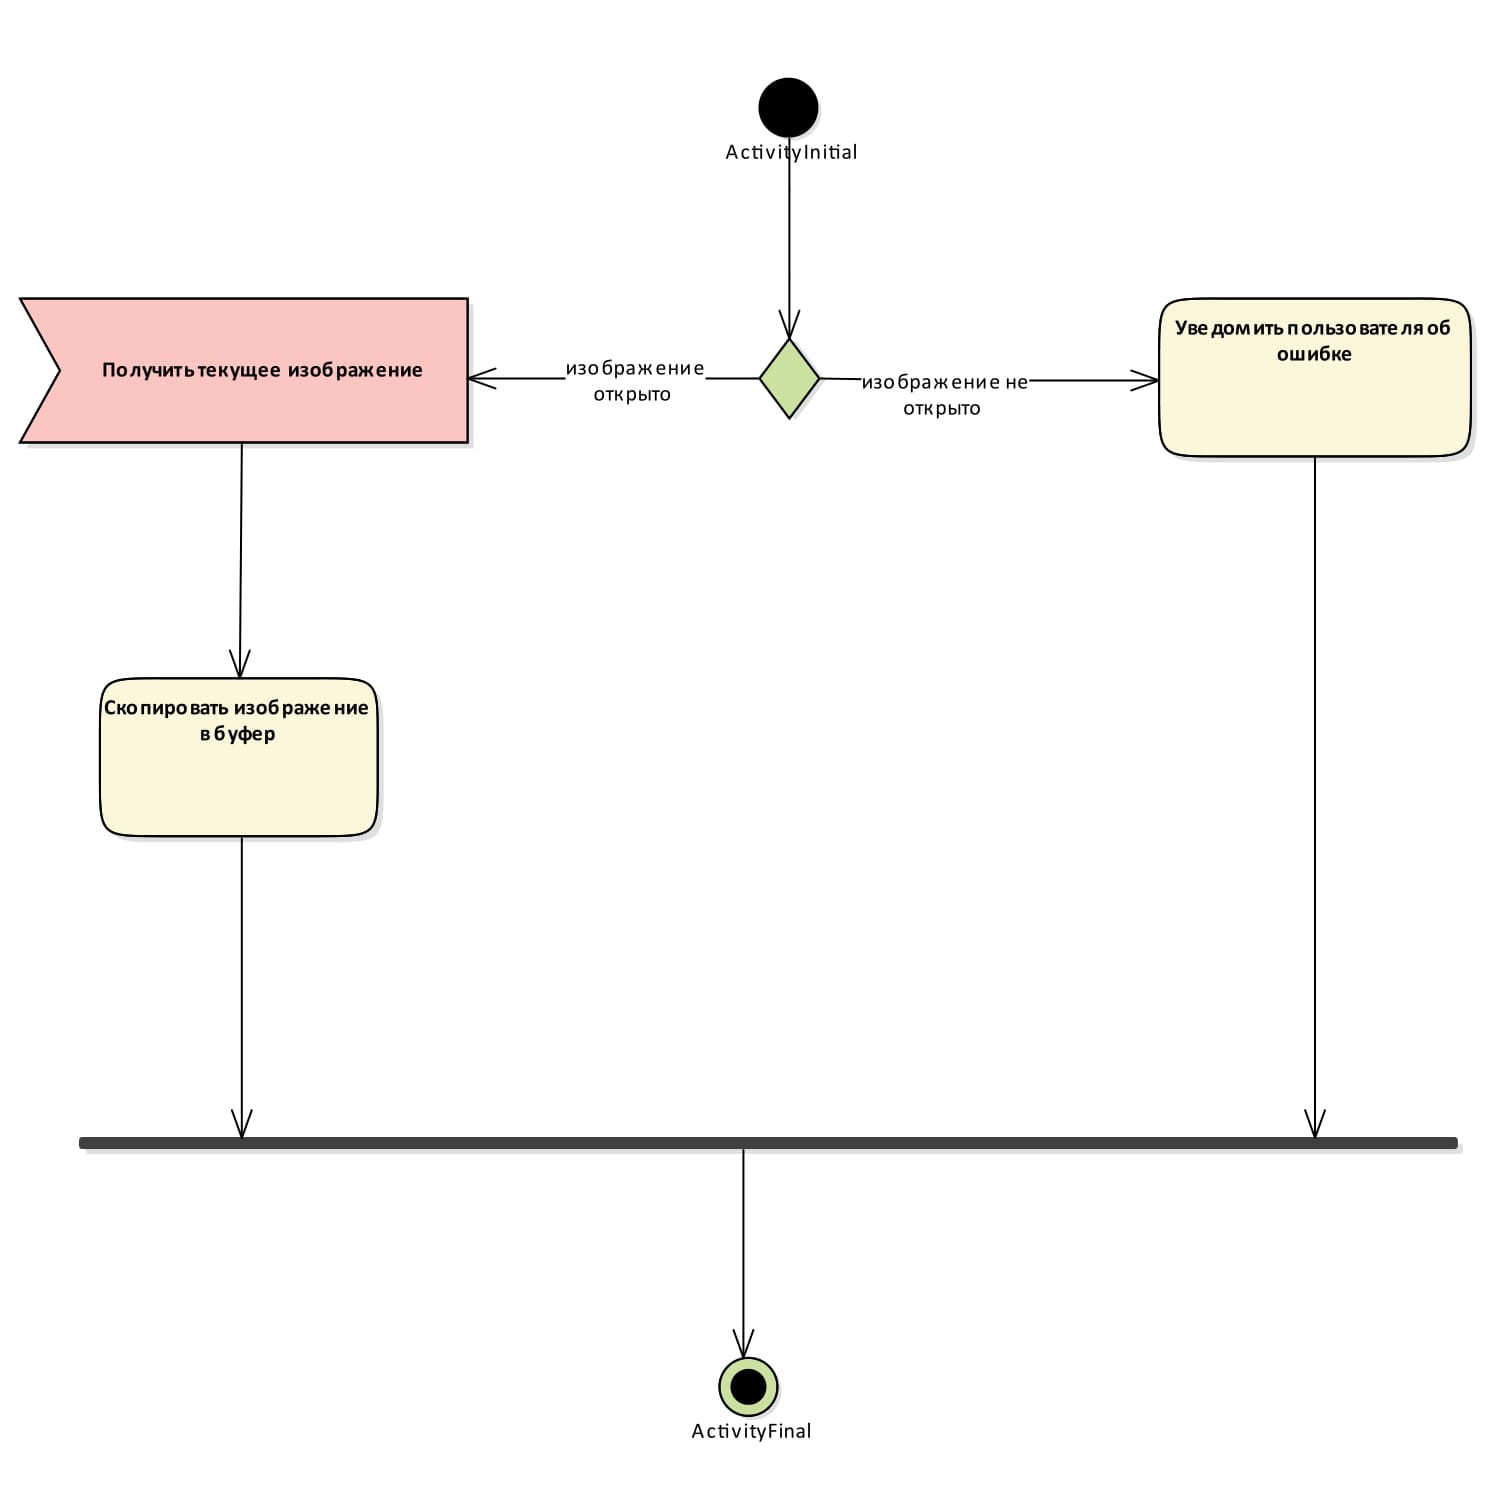 ActivityInitial
Получить текущее изображение
изображение
открыто
изображение не
открыто
Уведомить пользователя об
ошибке
Скопировать изображение
в буфер
ActivityFinal